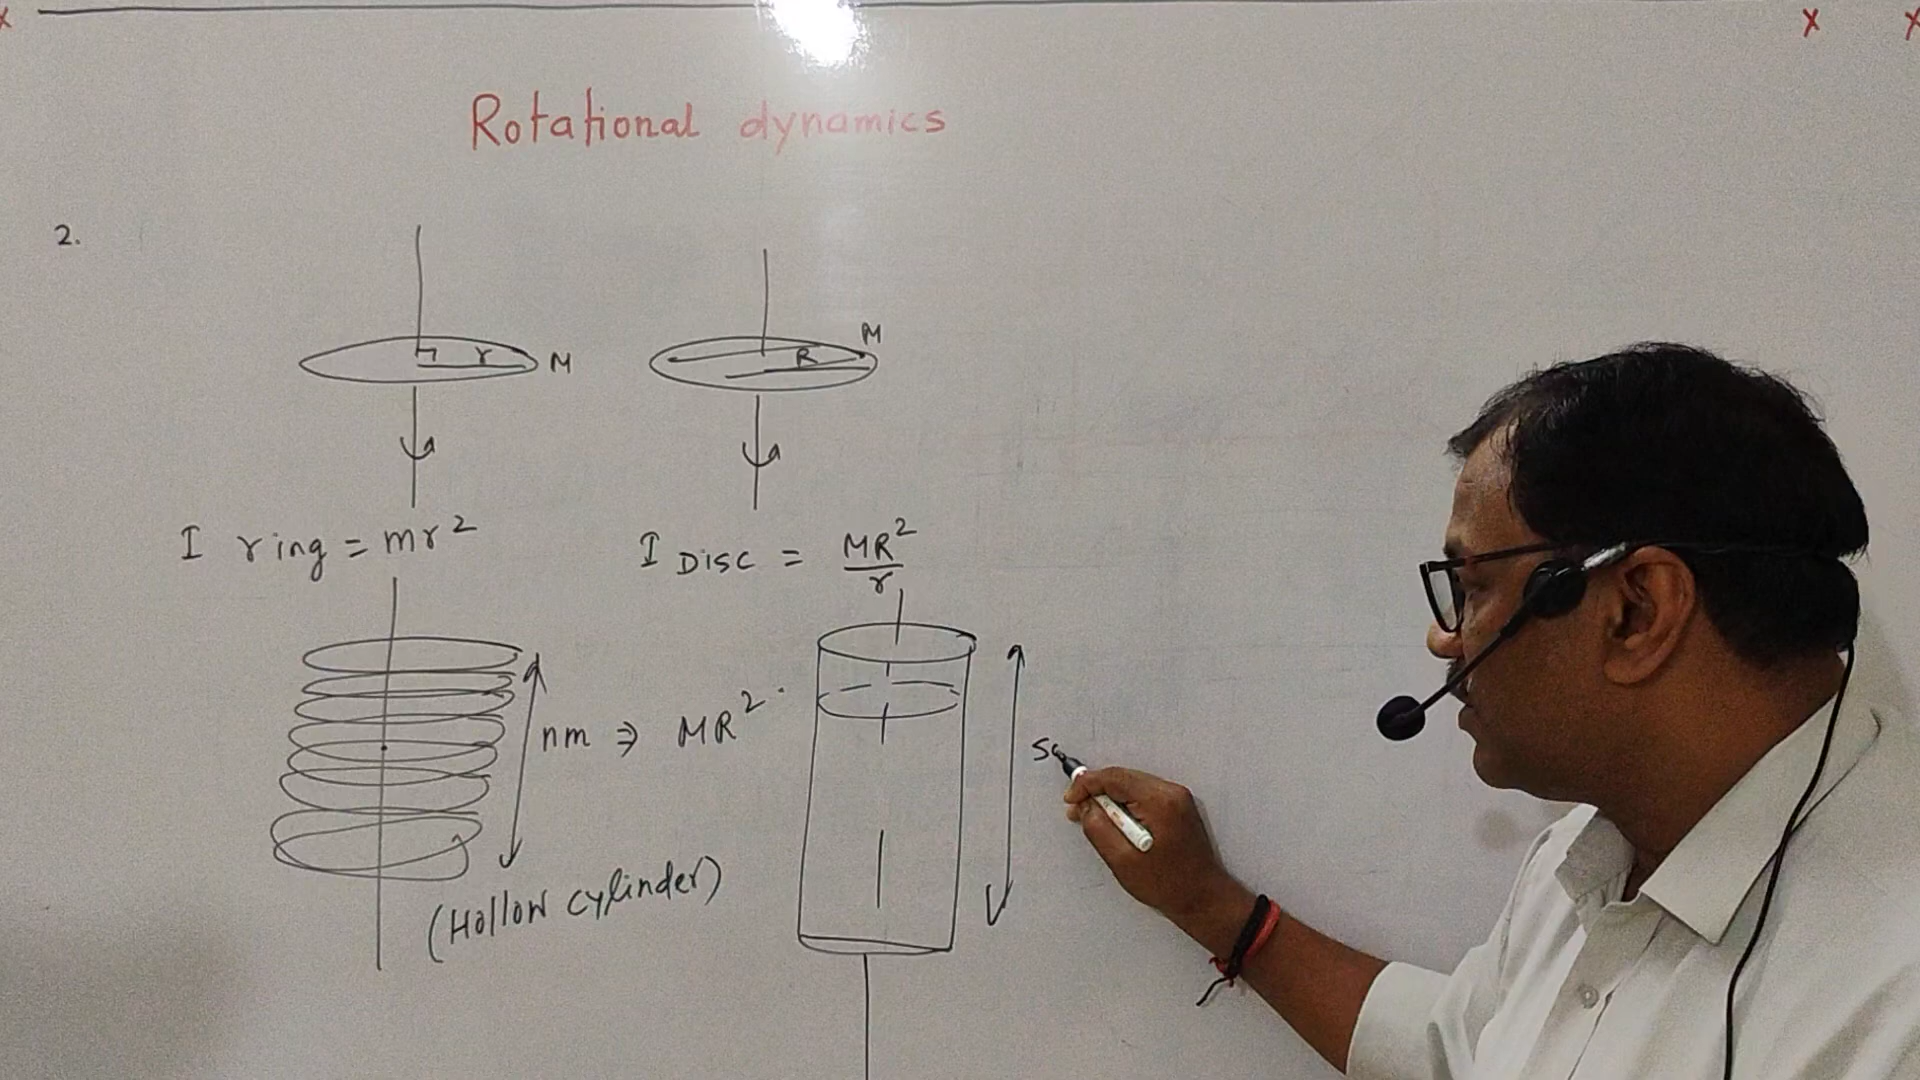 x x x
Rotational dynamics
2.
r M
R M
I ring = mr²
I DISC = MR²/r
nm ⇒ MR²
(Hollow cylinder)